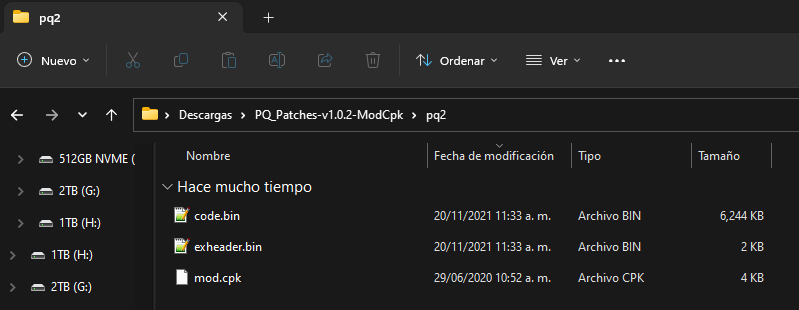 pq2
Nuevo
Ordenar
Ver
Descargas > PQ_Patches-v1.0.2-ModCpk > pq2
Nombre Fecha de modificación Tipo Tamaño
512GB NVME (
2TB (G:)
1TB (H:)
1TB (H:)
2TB (G:)
Hace mucho tiempo
code.bin 20/11/2021 11:33 a. m. Archivo BIN 6,244 KB
exheader.bin 20/11/2021 11:33 a. m. Archivo BIN 2 KB
mod.cpk 29/06/2020 10:52 a. m. Archivo CPK 4 KB